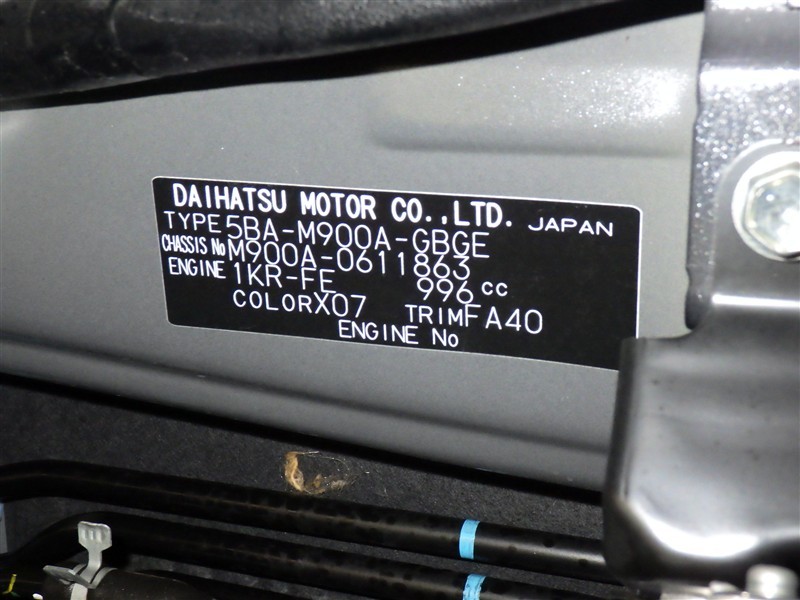 DAIHATSU MOTOR CO.,LTD. JAPAN
TYPE 5BA-M900A-GBGE
CHASSIS No M900A-0611863
ENGINE 1KR-FE 996 cc
COLOR X07 TRIM FA40
ENGINE No